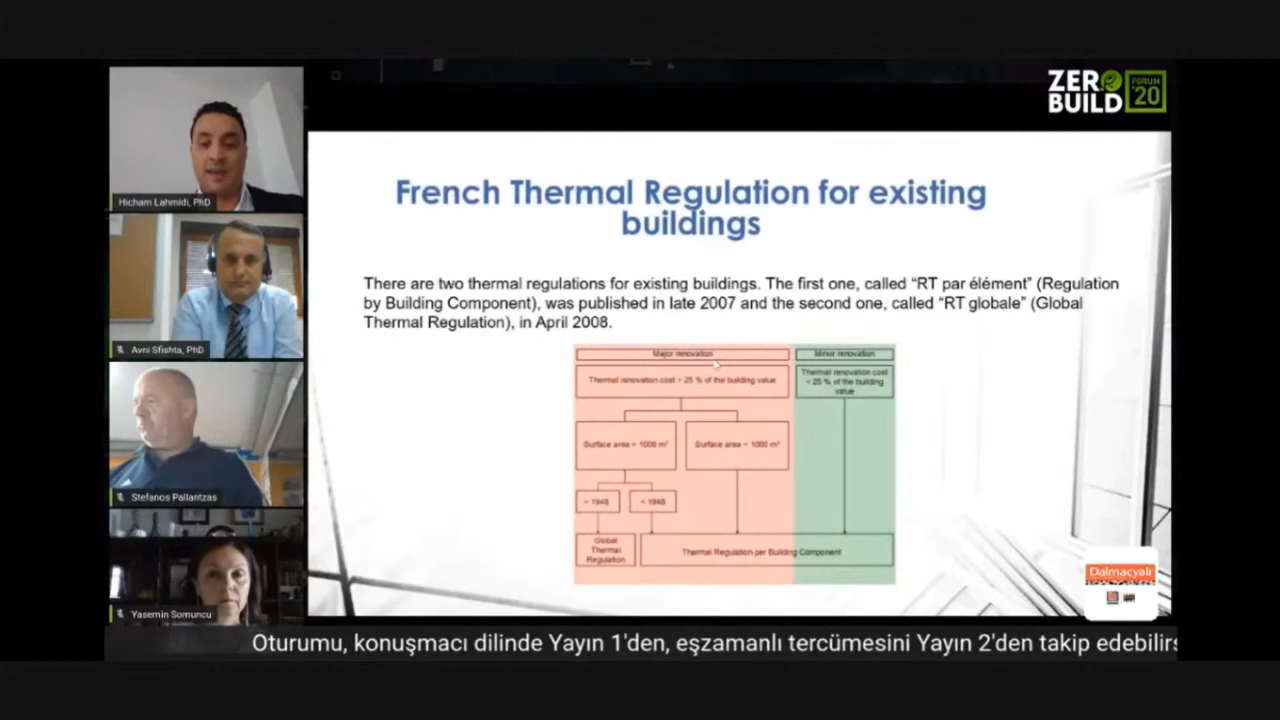 ZERO
BUILD
FORUM
'20
Hicham Lahmidi, PhD
Avni Sfishta, PhD
Stefanos Pallantzas
Yasemin Somuncu
French Thermal Regulation for existing
buildings
There are two thermal regulations for existing buildings. The first one, called “RT par élément” (Regulation
by Building Component), was published in late 2007 and the second one, called “RT globale” (Global
Thermal Regulation), in April 2008.
Major renovation
Minor renovation
Thermal renovation cost > 25 % of the building value
Thermal renovation cost
< 25 % of the building
value
Surface area > 1000 m²
Surface area < 1000 m²
> 1948
< 1948
Global
Thermal
Regulation
Thermal Regulation per Building Component
Dalmaçyalı
Oturumu, konuşmacı dilinde Yayın 1'den, eşzamanlı tercümesini Yayın 2'den takip edebilirs